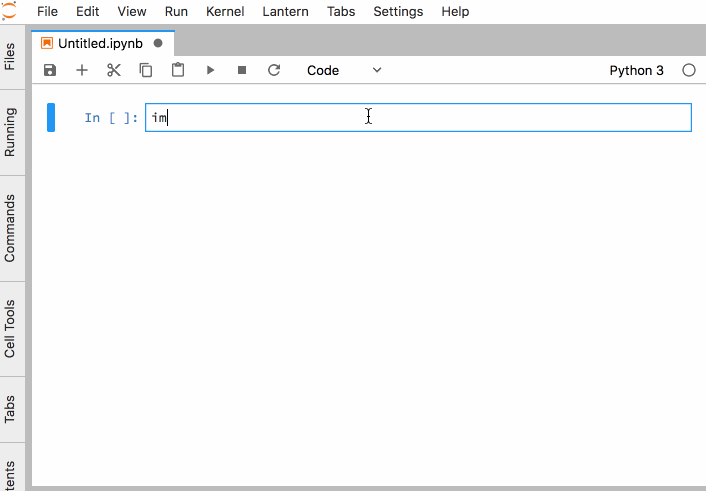 File Edit View Run Kernel Lantern Tabs Settings Help
Untitled.ipynb
Code Python 3
In [ ]: im
Files
Running
Commands
Cell Tools
Tabs
tents